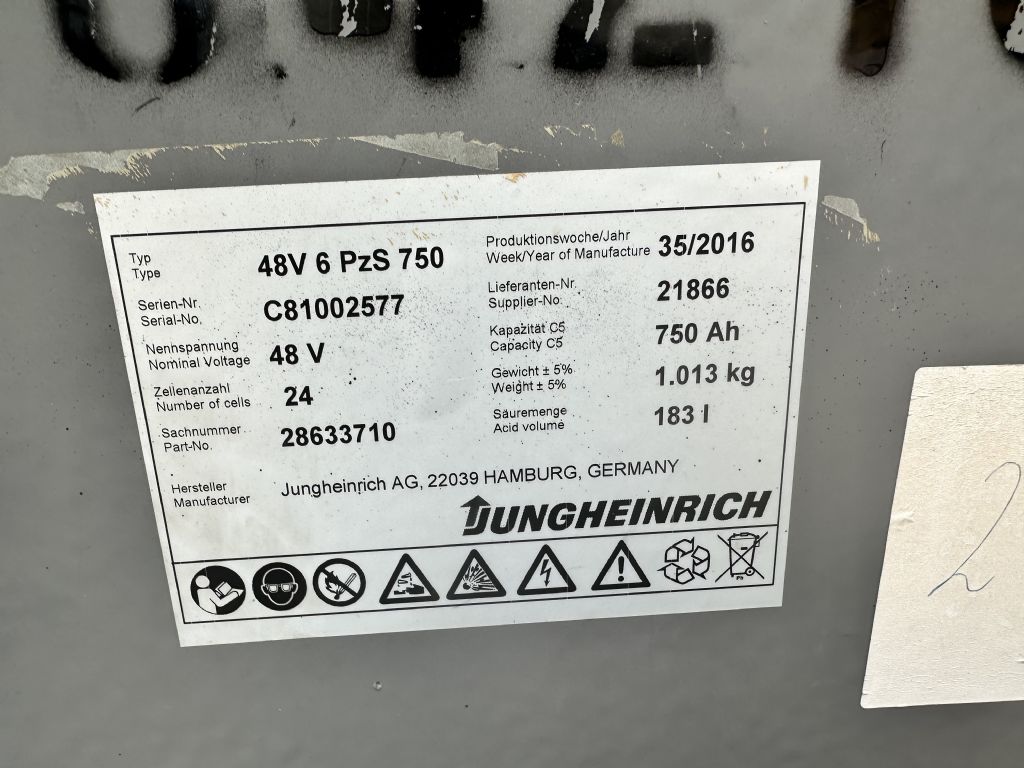 Typ
Type
48V 6 PzS 750
Produktionswoche/Jahr
Week/Year of Manufacture
35/2016
Serien-Nr.
Serial-No.
C81002577
Lieferanten-Nr.
Supplier-No.
21866
Nennspannung
Nominal Voltage
48 V
Kapazität C5
Capacity C5
750 Ah
Zellenanzahl
Number of cells
24
Gewicht ± 5%
Weight ± 5%
1.013 kg
Sachnummer
Part-No.
28633710
Säuremenge
Acid volume
183 l
Hersteller
Manufacturer
Jungheinrich AG, 22039 HAMBURG, GERMANY
JUNGHEINRICH
Pb
2